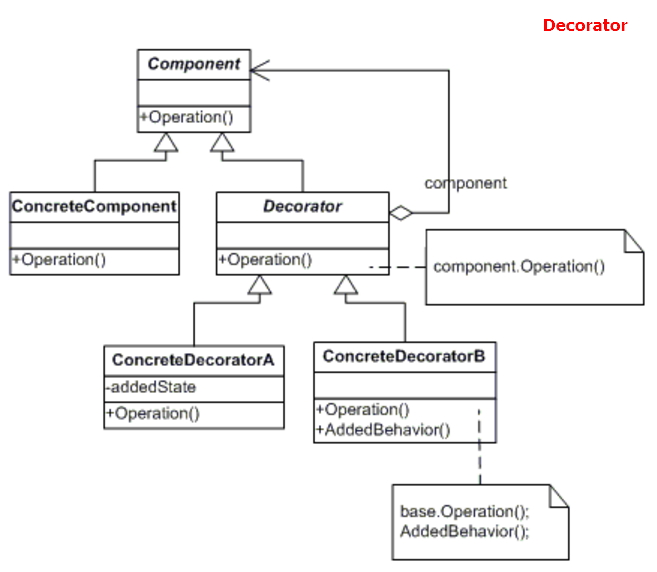 Decorator
Component
+Operation()
component
ConcreteComponent
+Operation()
Decorator
+Operation()
component.Operation()
ConcreteDecoratorA
-addedState
+Operation()
ConcreteDecoratorB
+Operation()
+AddedBehavior()
base.Operation();
AddedBehavior();